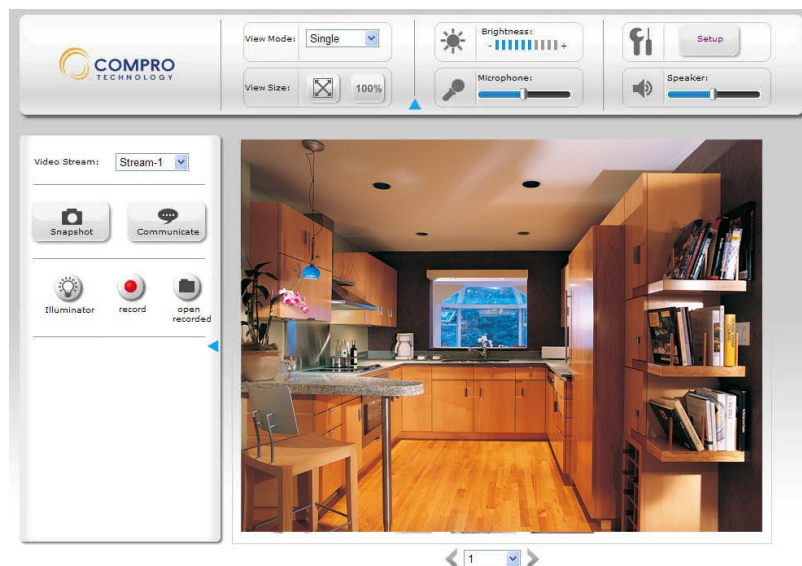 COMPRO
TECHNOLOGY
View Mode: Single
View Size: 100%
Brightness:
- +
Microphone:
Setup
Speaker:
Video Stream: Stream-1
Snapshot Communicate
Illuminator record open
recorded
1